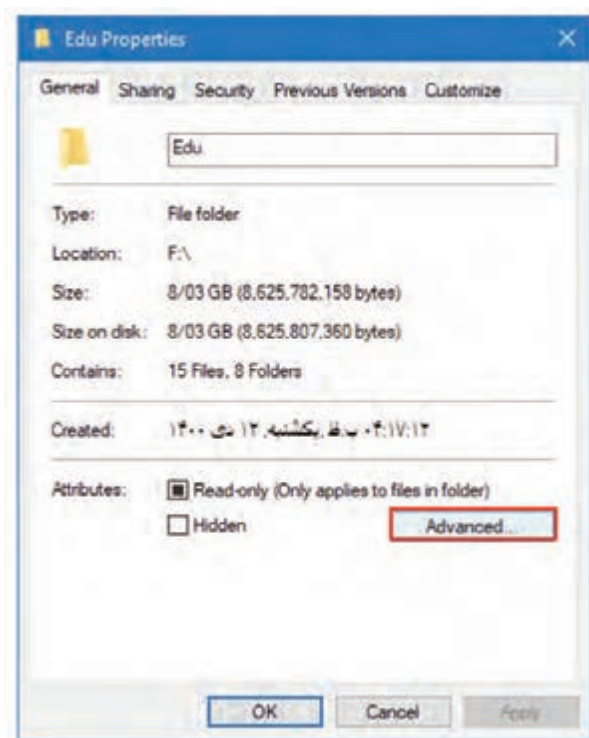 Edu Properties
General Sharing Security Previous Versions Customize
Edu
Type: File folder
Location: F:\
Size: 8/03 GB (8,625,782,158 bytes)
Size on disk: 8/03 GB (8,625,807,360 bytes)
Contains: 15 Files, 8 Folders
Created: ۰۴:۱۷:۱۲ ب.ظ, یکشنبه, ۱۲ دی ۱۴۰۰
Attributes: Read-only (Only applies to files in folder)
Hidden Advanced...
OK Cancel Apply